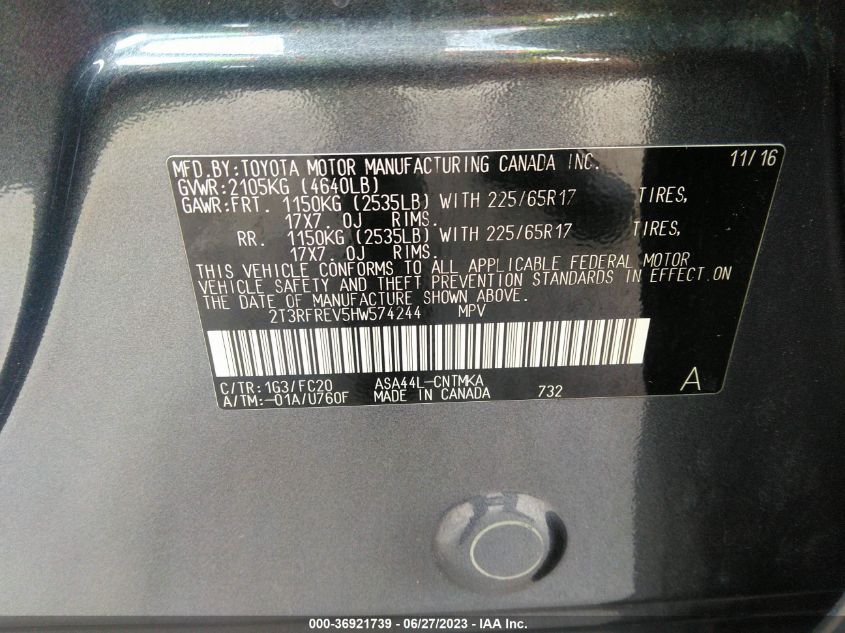 MFD.BY:TOYOTA MOTOR MANUFACTURING CANADA INC. 11/16
GVWR:2105KG (4640LB)
GAWR:FRT. 1150KG (2535LB) WITH 225/65R17 TIRES,
17X7.0J RIMS.
RR. 1150KG (2535LB) WITH 225/65R17 TIRES,
17X7.0J RIMS.
THIS VEHICLE CONFORMS TO ALL APPLICABLE FEDERAL MOTOR
VEHICLE SAFETY AND THEFT PREVENTION STANDARDS IN EFFECT ON
THE DATE OF MANUFACTURE SHOWN ABOVE.
2T3RFREV5HW574244 MPV
C/TR:1G3/FC20 ASA44L-CNTMKA
A/TM:-01A/U760F MADE IN CANADA 732 A
000-36921739 - 06/27/2023 - IAA Inc.